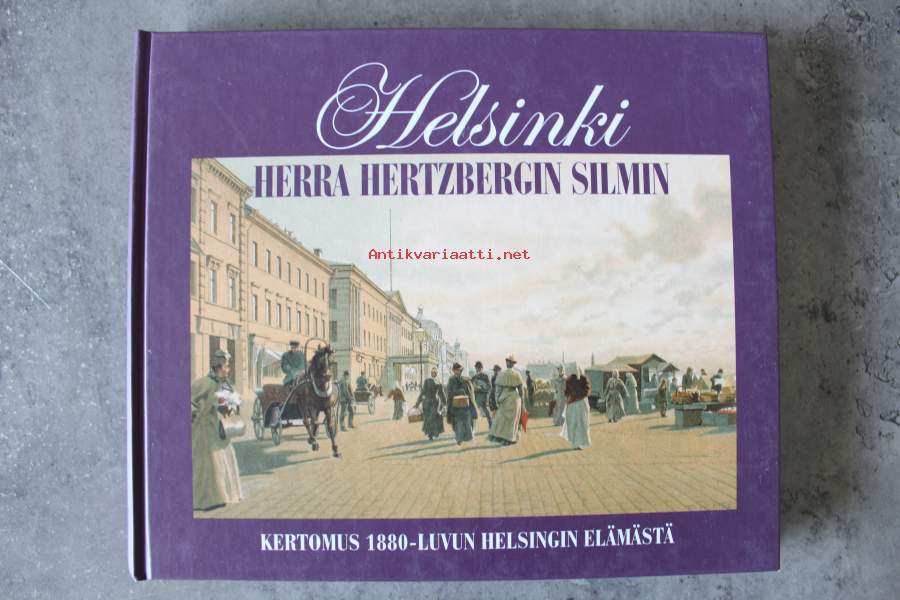 Helsinki
HERRA HERTZBERGIN SILMIN
Antikvariaatti.net
KERTOMUS 1880-LUVUN HELSINGIN ELÄMÄSTÄ